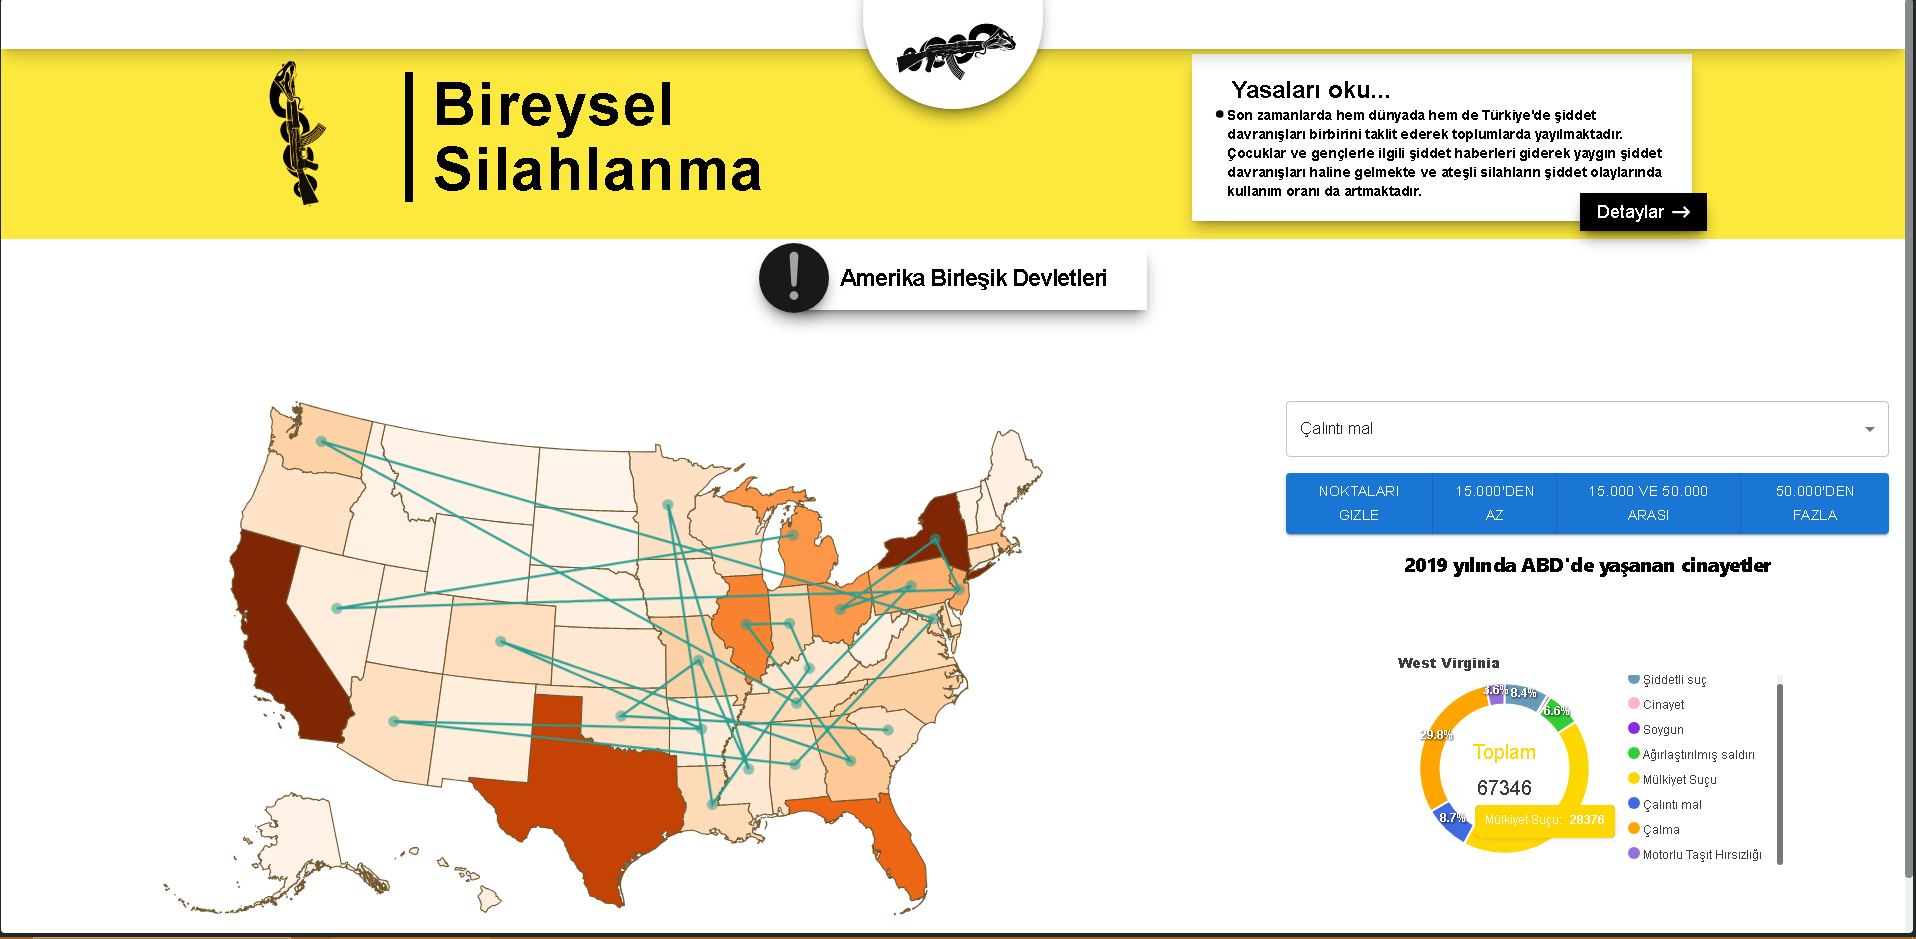 Bireysel
Silahlanma
Yasaları oku...
Son zamanlarda hem dünyada hem de Türkiye'de şiddet
davranışları birbirini taklit ederek toplumlarda yayılmaktadır.
Çocuklar ve gençlerle ilgili şiddet haberleri giderek yaygın şiddet
davranışları haline gelmekte ve ateşli silahların şiddet olaylarında
kullanım oranı da artmaktadır.
Detaylar →
Amerika Birleşik Devletleri
Çalıntı mal
NOKTALARI
GIZLE
15.000'DEN
AZ
15.000 VE 50.000
ARASI
50.000'DEN
FAZLA
2019 yılında ABD'de yaşanan cinayetler
West Virginia
3.6%
8.4%
6.6%
29.8%
8.7%
Toplam
67346
Mülkiyet Suçu: 28376
Şiddetli suç
Cinayet
Soygun
Ağırlaştırılmış saldırı
Mülkiyet Suçu
Çalıntı mal
Çalma
Motorlu Taşıt Hırsızlığı